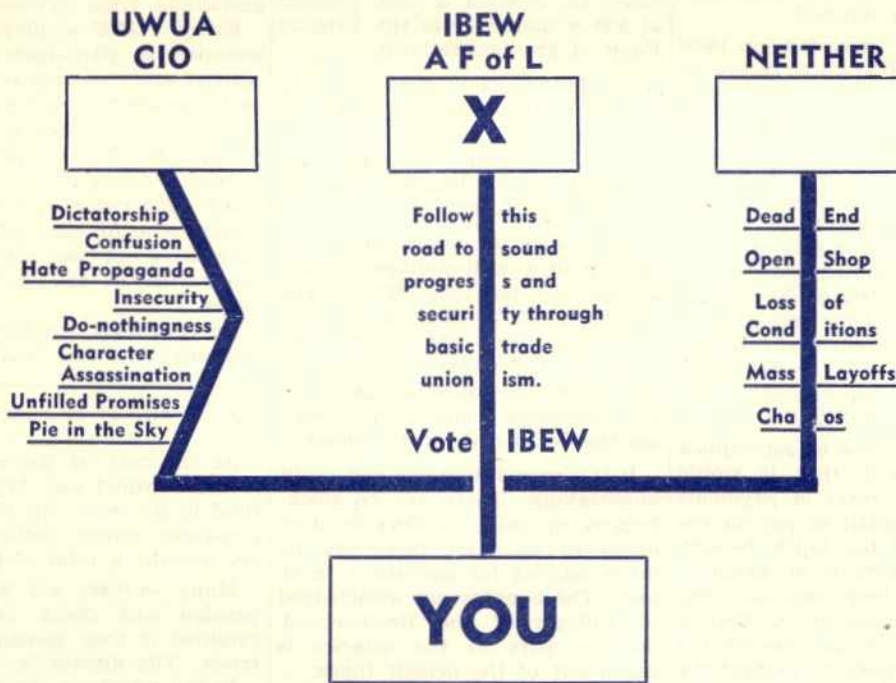 UWUA
CIO
IBEW
A F of L
X
NEITHER
Dictatorship
Confusion
Hate Propaganda
Insecurity
Do-nothingness
Character
Assassination
Unfilled Promises
Pie in the Sky
Follow this
road to sound
progres s and
securi ty through
basic trade
union ism.
Vote IBEW
Dead End
Open Shop
Loss of
Cond itions
Mass Layoffs
Cha os
YOU